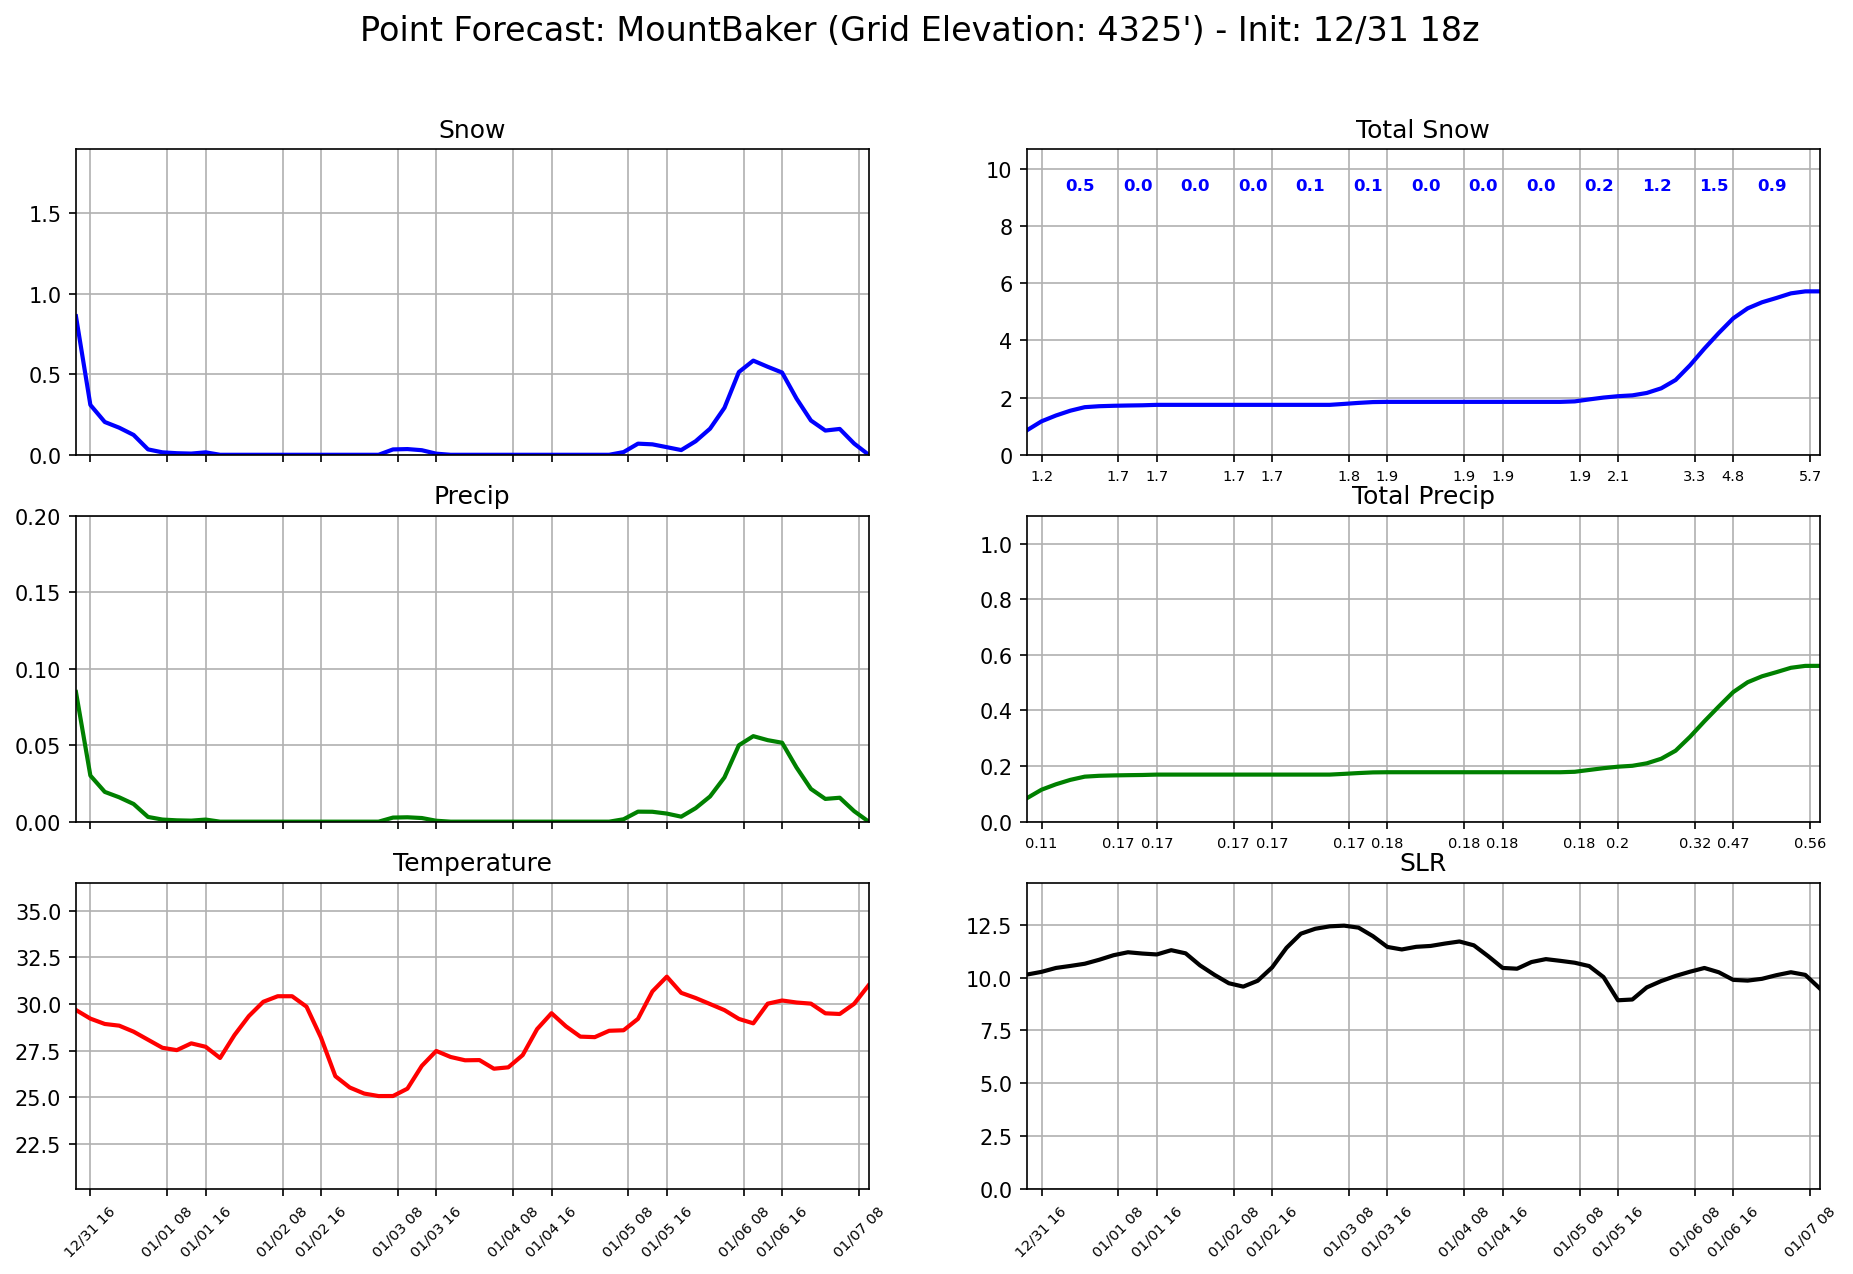 Point Forecast: MountBaker (Grid Elevation: 4325') - Init: 12/31 18z
Snow
1.5
1.0
0.5
0.0
Total Snow
10
8
6
4
2
0
0.5 0.0 0.0 0.0 0.1 0.1 0.0 0.0 0.0 0.2 1.2 1.5 0.9
1.2 1.7 1.7 1.7 1.7 1.8 1.9 1.9 1.9 1.9 2.1 3.3 4.8 5.7
Precip
0.20
0.15
0.10
0.05
0.00
Total Precip
1.0
0.8
0.6
0.4
0.2
0.0
0.11 0.17 0.17 0.17 0.17 0.17 0.18 0.18 0.18 0.18 0.2 0.32 0.47 0.56
Temperature
35.0
32.5
30.0
27.5
25.0
22.5
12/31 16 01/01 08 01/01 16 01/02 08 01/02 16 01/03 08 01/03 16 01/04 08 01/04 16 01/05 08 01/05 16 01/06 08 01/06 16 01/07 08
SLR
12.5
10.0
7.5
5.0
2.5
0.0
12/31 16 01/01 08 01/01 16 01/02 08 01/02 16 01/03 08 01/03 16 01/04 08 01/04 16 01/05 08 01/05 16 01/06 08 01/06 16 01/07 08